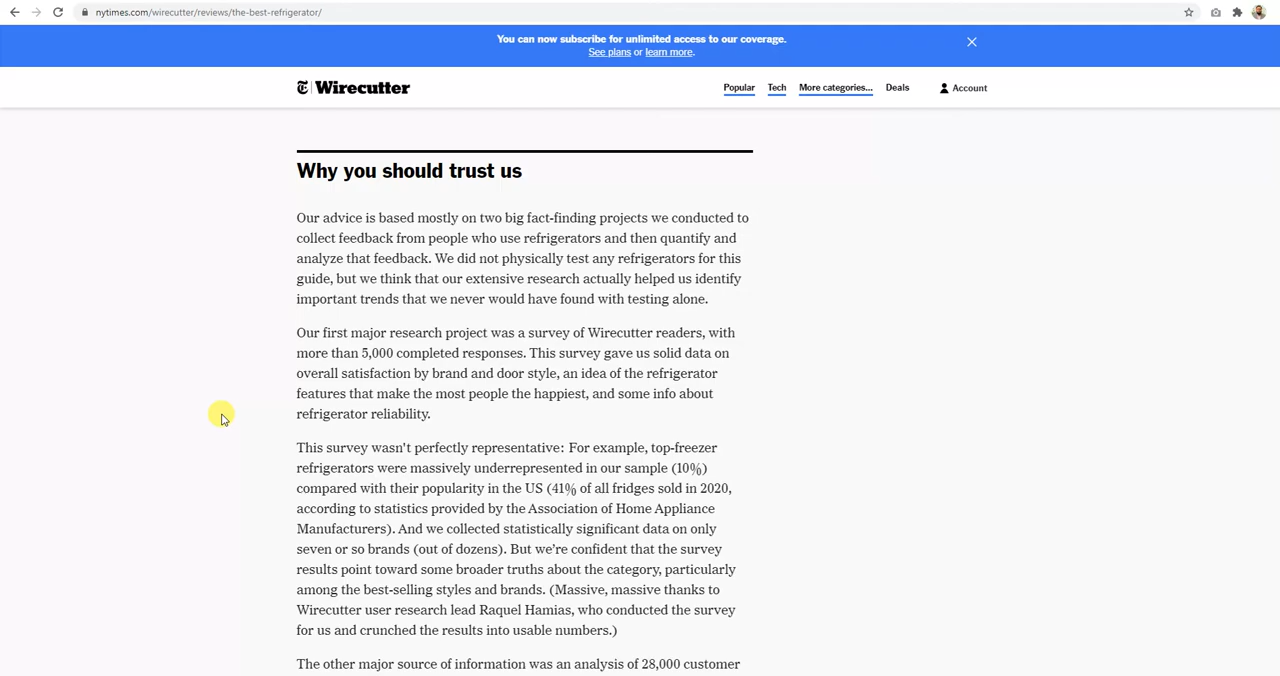 nytimes.com/wirecutter/reviews/the-best-refrigerator/
You can now subscribe for unlimited access to our coverage.
See plans or learn more.
Wirecutter
Popular Tech More categories... Deals Account
Why you should trust us
Our advice is based mostly on two big fact-finding projects we conducted to
collect feedback from people who use refrigerators and then quantify and
analyze that feedback. We did not physically test any refrigerators for this
guide, but we think that our extensive research actually helped us identify
important trends that we never would have found with testing alone.
Our first major research project was a survey of Wirecutter readers, with
more than 5,000 completed responses. This survey gave us solid data on
overall satisfaction by brand and door style, an idea of the refrigerator
features that make the most people the happiest, and some info about
refrigerator reliability.
This survey wasn't perfectly representative: For example, top-freezer
refrigerators were massively underrepresented in our sample (10%)
compared with their popularity in the US (41% of all fridges sold in 2020,
according to statistics provided by the Association of Home Appliance
Manufacturers). And we collected statistically significant data on only
seven or so brands (out of dozens). But we’re confident that the survey
results point toward some broader truths about the category, particularly
among the best-selling styles and brands. (Massive, massive thanks to
Wirecutter user research lead Raquel Hamias, who conducted the survey
for us and crunched the results into usable numbers.)
The other major source of information was an analysis of 28,000 customer